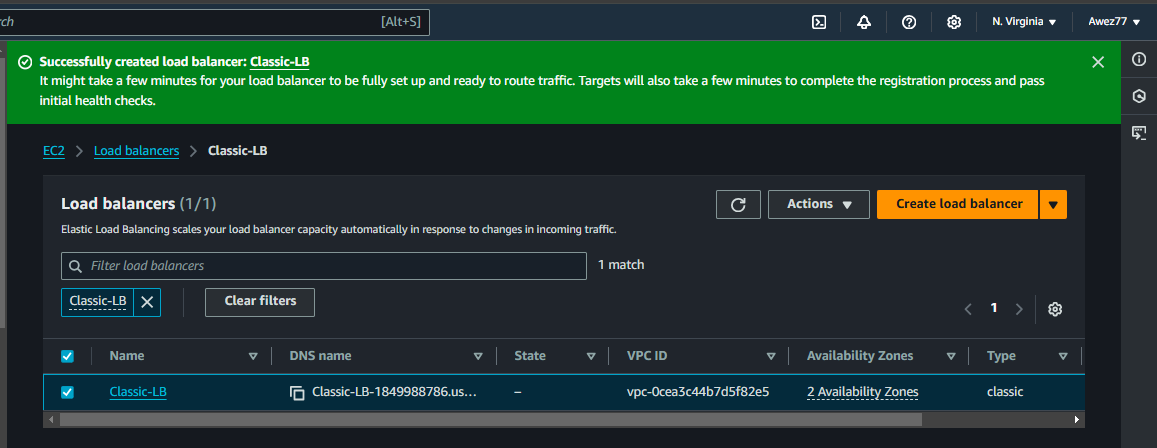 rch [Alt+S] N. Virginia Awez77
Successfully created load balancer: Classic-LB
It might take a few minutes for your load balancer to be fully set up and ready to route traffic. Targets will also take a few minutes to complete the registration process and pass
initial health checks.
EC2 Load balancers Classic-LB
Load balancers (1/1) Actions Create load balancer
Elastic Load Balancing scales your load balancer capacity automatically in response to changes in incoming traffic.
Filter load balancers 1 match
Classic-LB Clear filters
1
Name DNS name State VPC ID Availability Zones Type
Classic-LB Classic-LB-1849988786.us... – vpc-0cea3c44b7d5f82e5 2 Availability Zones classic